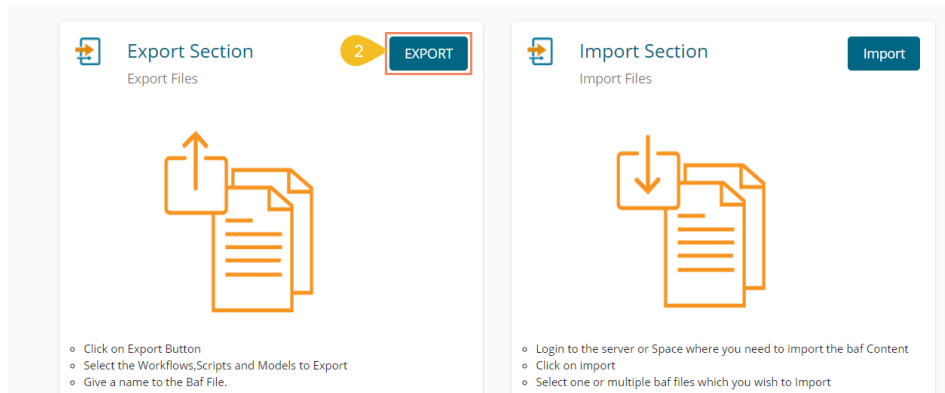 Export Section
2
EXPORT
Export Files
Click on Export Button
Select the Workflows,Scripts and Models to Export
Give a name to the Baf File.
Import Section
Import
Import Files
Login to the server or Space where you need to import the baf Content
Click on import
Select one or multiple baf files which you wish to Import